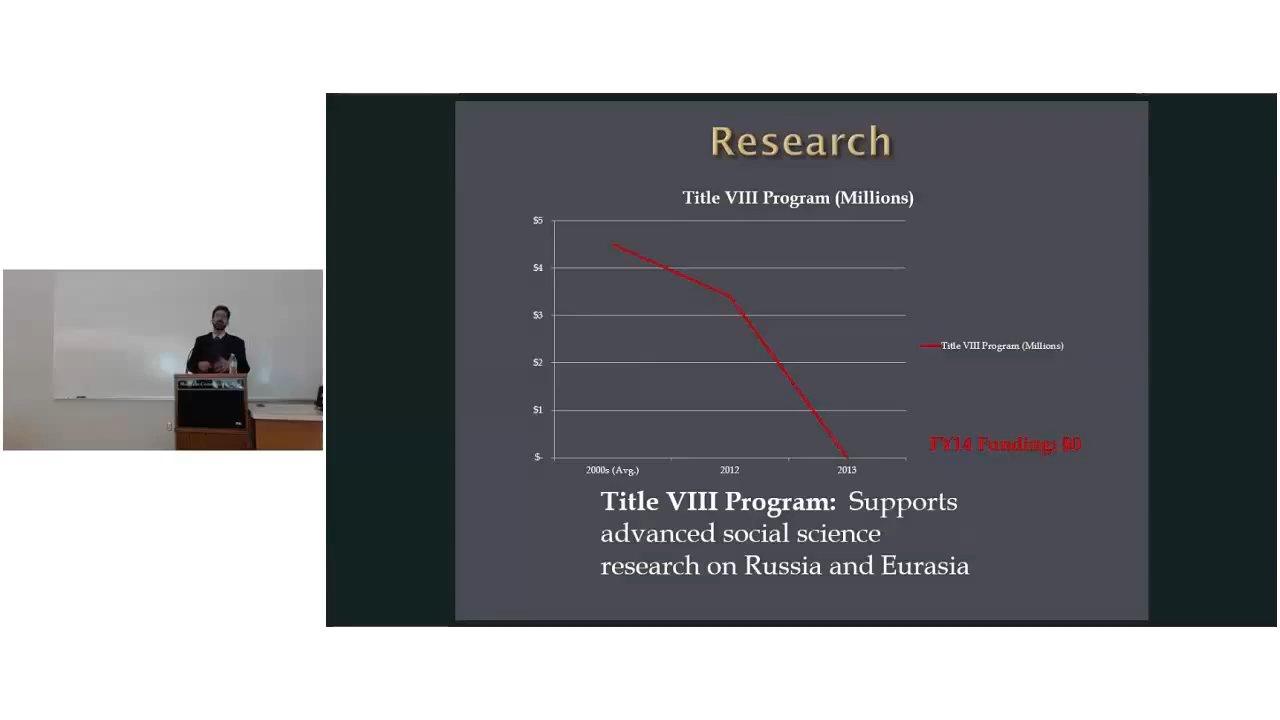 Research
Title VIII Program (Millions)
$5
$4
$3
$2
$1
$-
2000s (Avg.)
2012
2013
Title VIII Program (Millions)
FY14 Funding: $0
Title VIII Program: Supports
advanced social science
research on Russia and Eurasia